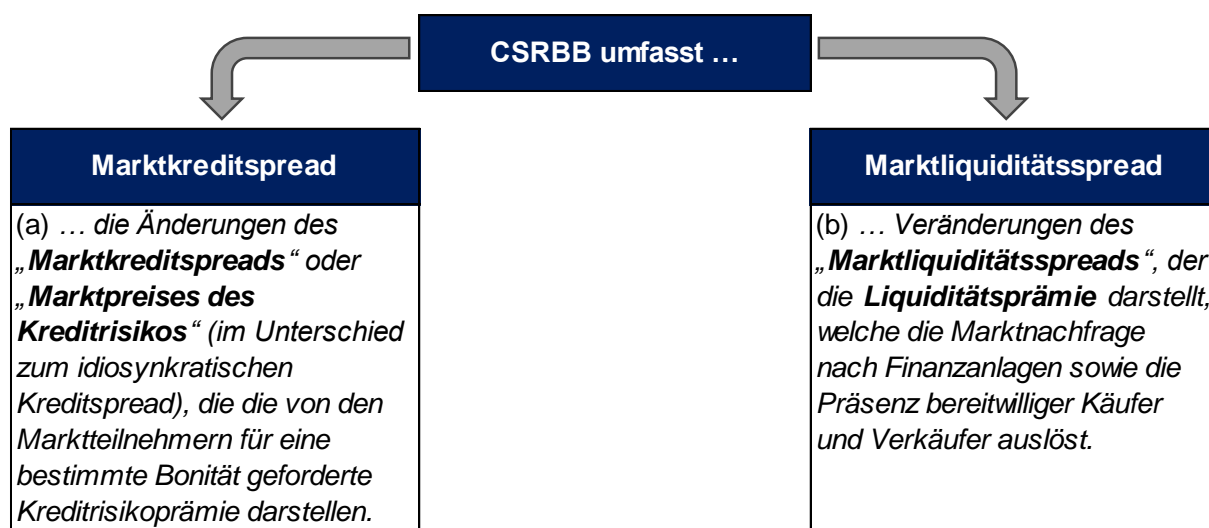 CSRBB umfasst …
Marktkreditspread
(a) … die Änderungen des
„Marktkreditspreads“ oder
„Marktpreises des
Kreditrisikos“ (im Unterschied
zum idiosynkratischen
Kreditspread), die die von den
Marktteilnehmern für eine
bestimmte Bonität geforderte
Kreditrisikoprämie darstellen.
Marktliquiditätsspread
(b) … Veränderungen des
„Marktliquiditätsspreads“, der
die Liquiditätsprämie darstellt,
welche die Marktnachfrage
nach Finanzanlagen sowie die
Präsenz bereitwilliger Käufer
und Verkäufer auslöst.